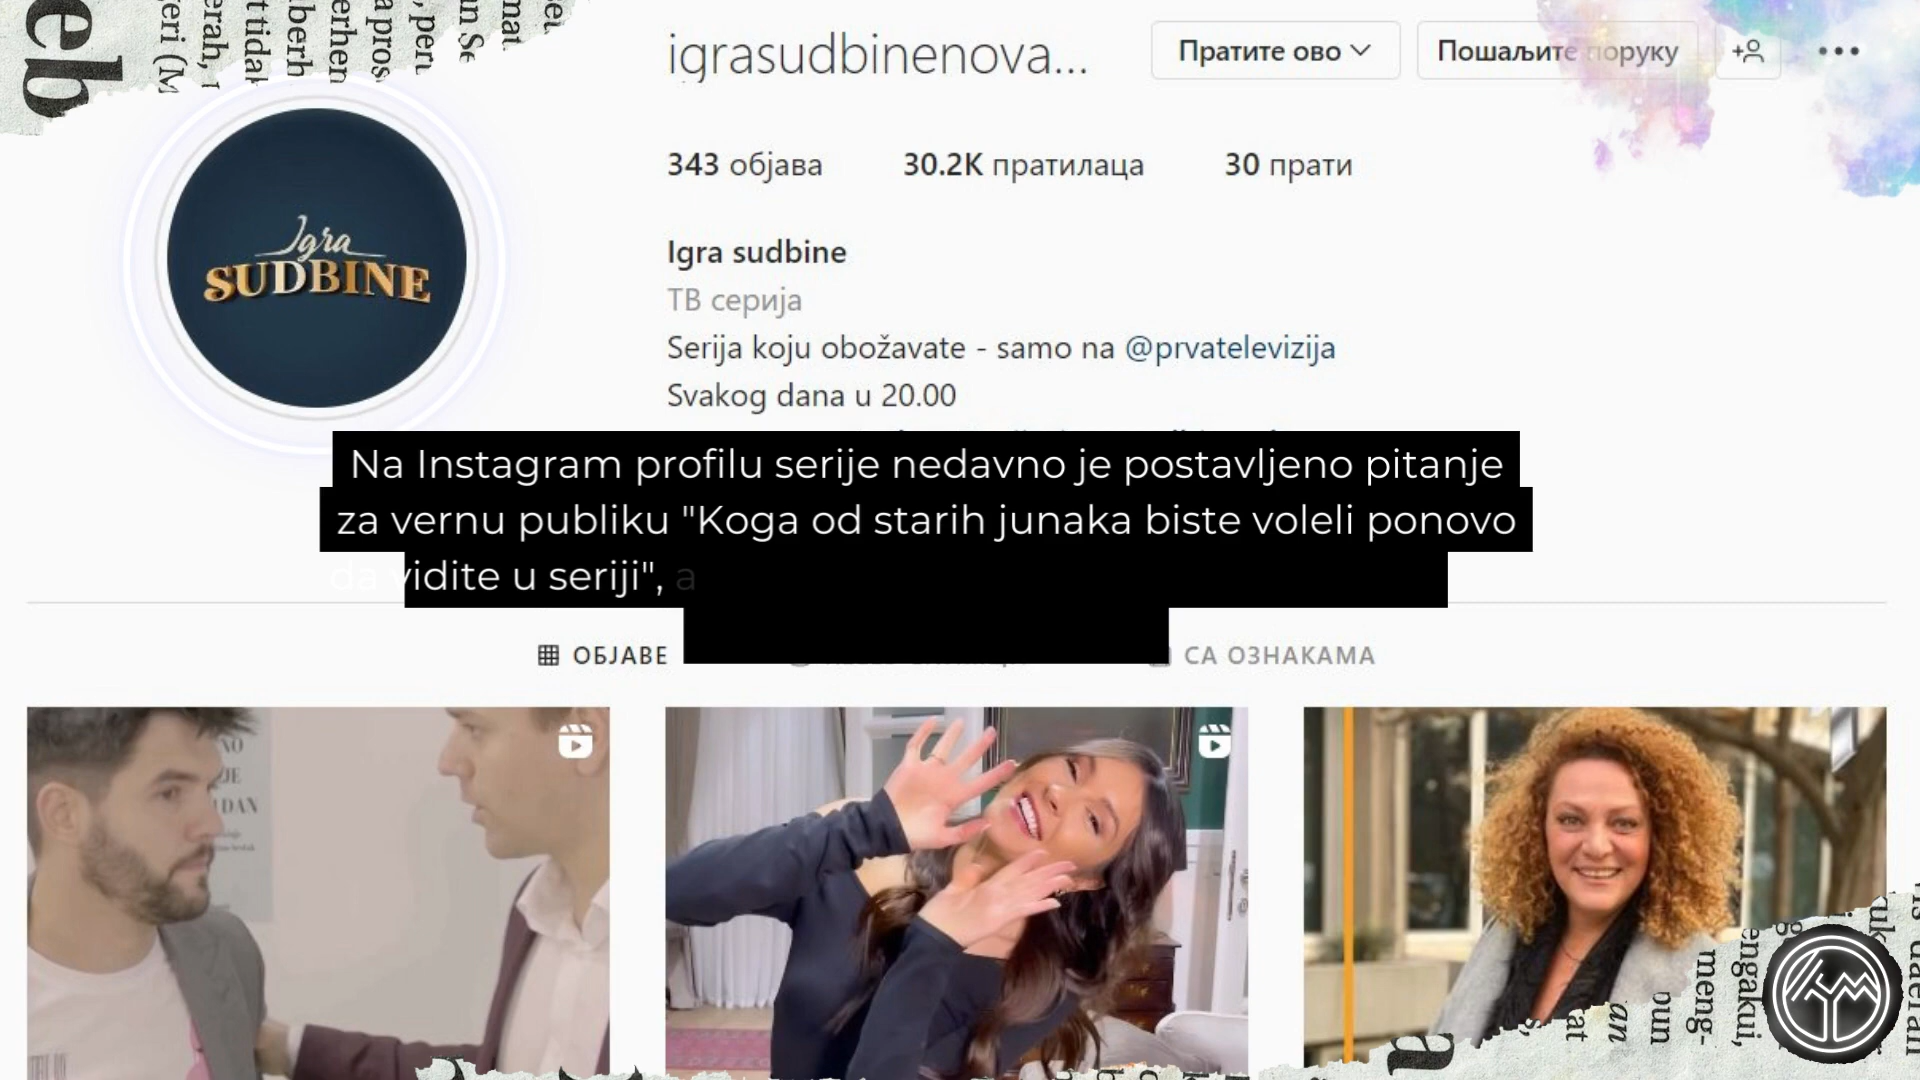 igrasudbinenova...
Пратите ово
Пошаљите поруку
343 објава
30.2K пратилаца
30 прати
Igra
SUDBINE
Igra sudbine
ТВ серија
Serija koju obožavate - samo na @prvatelevizija
Svakog dana u 20.00
Na Instagram profilu serije nedavno je postavljeno pitanje
za vernu publiku "Koga od starih junaka biste voleli ponovo
da vidite u seriji", a
ОБЈАВЕ
СА ОЗНАКАМА